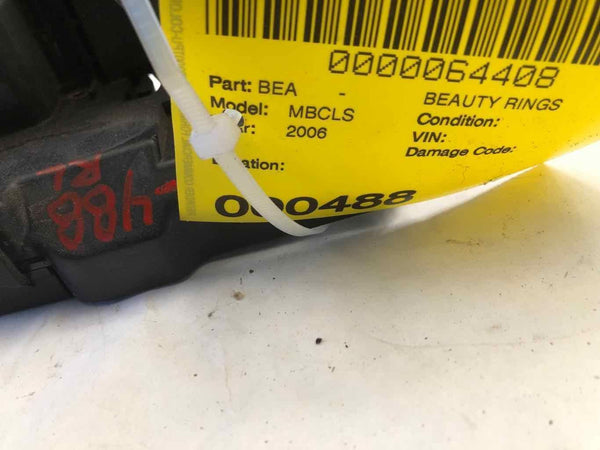 0000064408
Part: BEA -
BEAUTY RINGS
Model: MBCLS
Condition:
2006
VIN:
Damage Code:
000488
488
RL